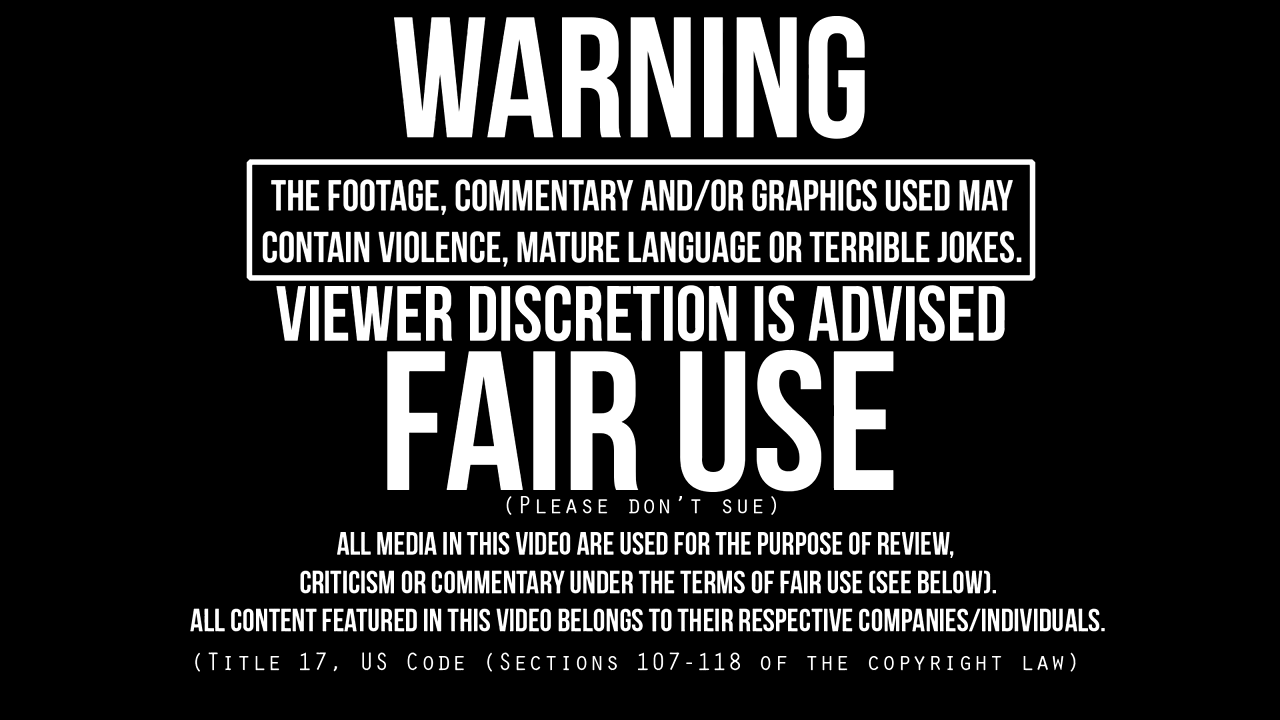 WARNING
THE FOOTAGE, COMMENTARY AND/OR GRAPHICS USED MAY
CONTAIN VIOLENCE, MATURE LANGUAGE OR TERRIBLE JOKES.
VIEWER DISCRETION IS ADVISED
FAIR USE
(PLEASE DON'T SUE)
ALL MEDIA IN THIS VIDEO ARE USED FOR THE PURPOSE OF REVIEW,
CRITICISM OR COMMENTARY UNDER THE TERMS OF FAIR USE (SEE BELOW).
ALL CONTENT FEATURED IN THIS VIDEO BELONGS TO THEIR RESPECTIVE COMPANIES/INDIVIDUALS.
(TITLE 17, US CODE (SECTIONS 107-118 OF THE COPYRIGHT LAW)